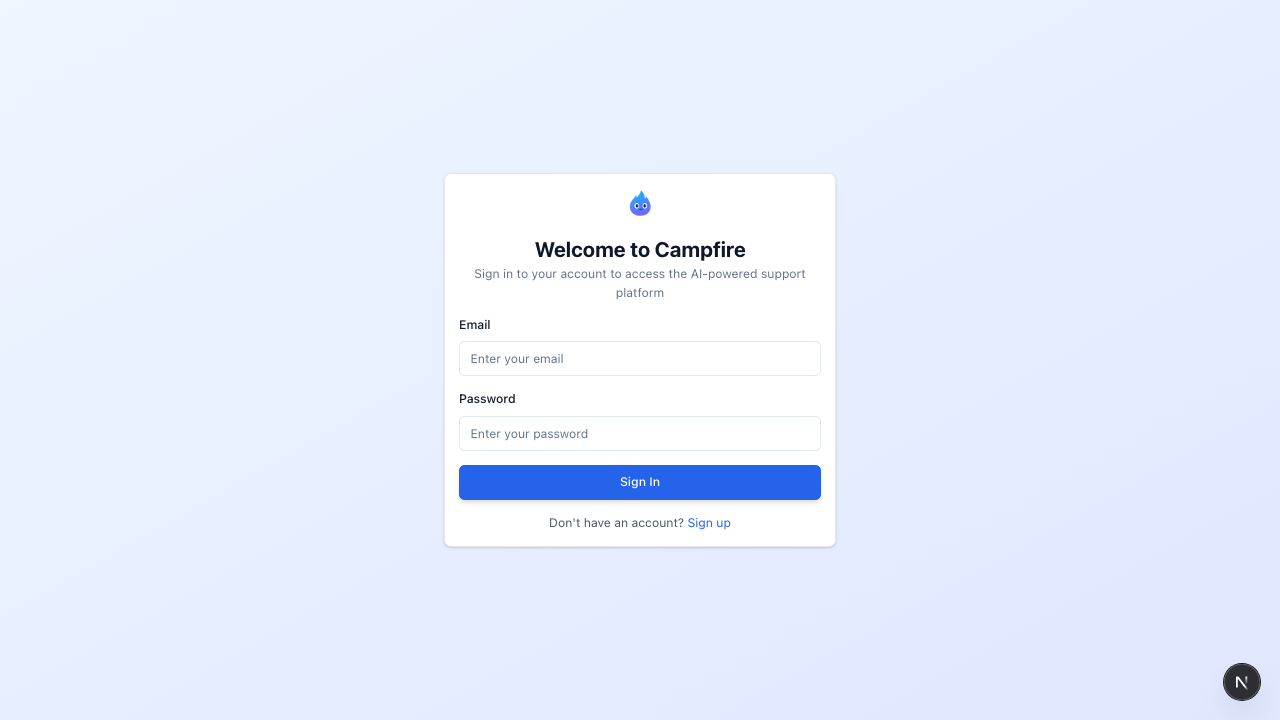 Welcome to Campfire
Sign in to your account to access the AI-powered support
platform
Email
Enter your email
Password
Enter your password
Sign In
Don't have an account? Sign up
N